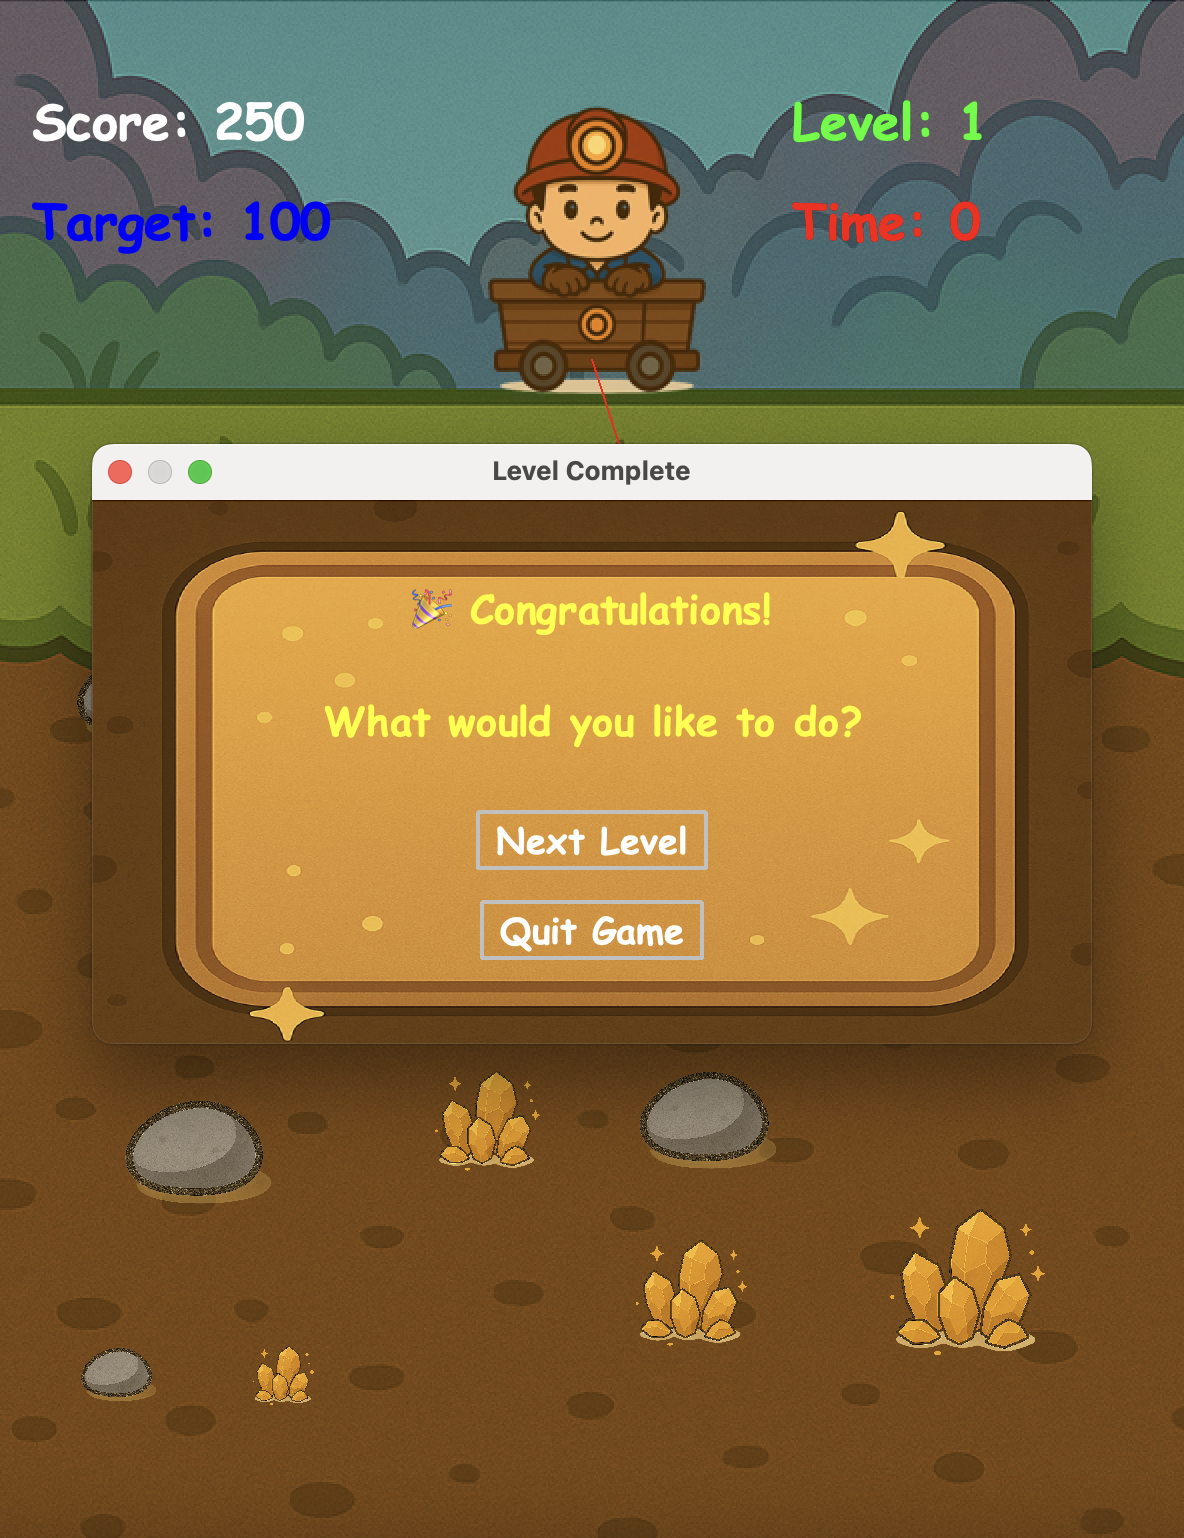 Score: 250
Level: 1
Target: 100
Time: 0
Level Complete
🎉 Congratulations!
What would you like to do?
Next Level
Quit Game